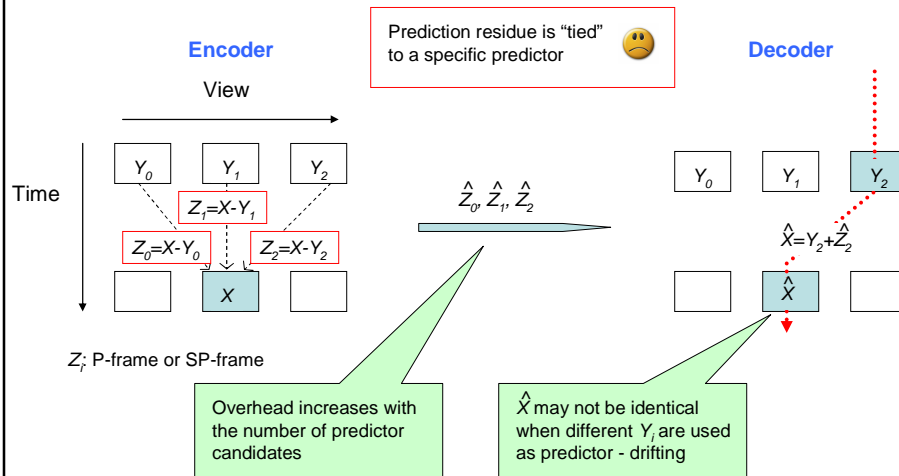 Prediction residue is “tied”
to a specific predictor
Encoder
Decoder
View
Time
Y0 Y1 Y2
Z1=X-Y1
Z0=X-Y0 Z2=X-Y2
X
Zi: P-frame or SP-frame
Ẑ0, Ẑ1, Ẑ2
Y0 Y1 Y2
X̂=Y2+Ẑ2
X̂
Overhead increases with
the number of predictor
candidates
X̂ may not be identical
when different Yi are used
as predictor - drifting